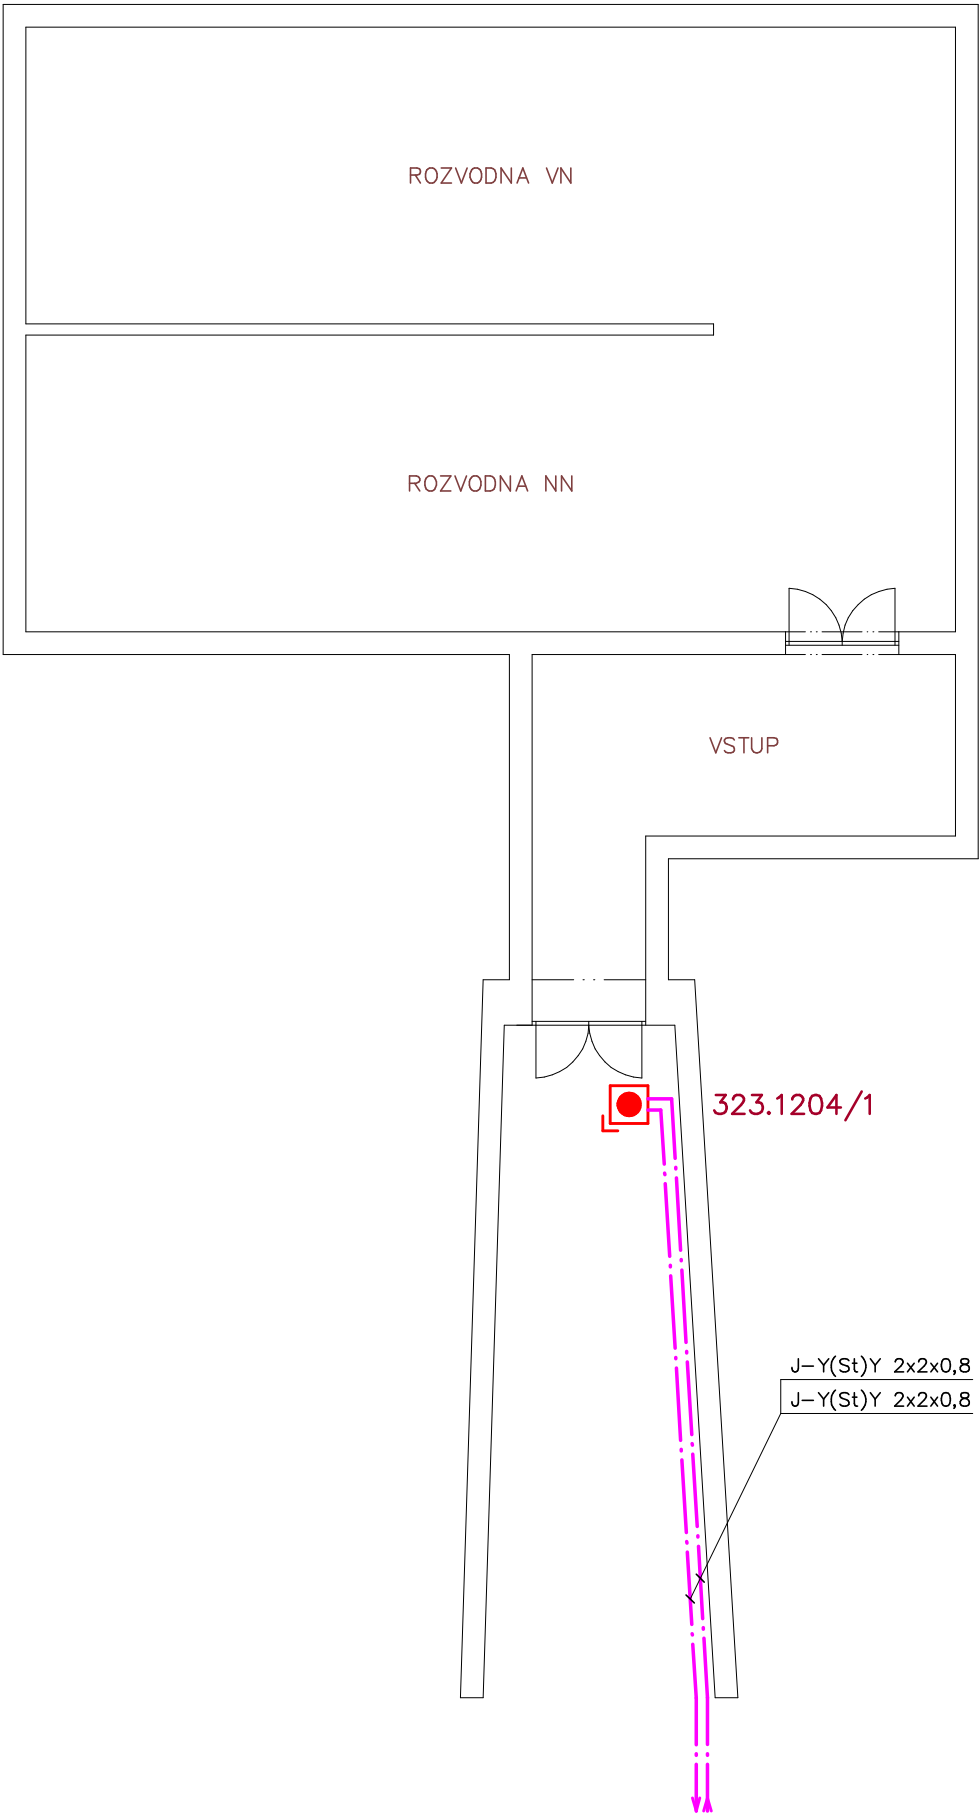 ROZVODNA VN
ROZVODNA NN
VSTUP
323.1204/1
J-Y(St)Y 2x2x0,8
J-Y(St)Y 2x2x0,8